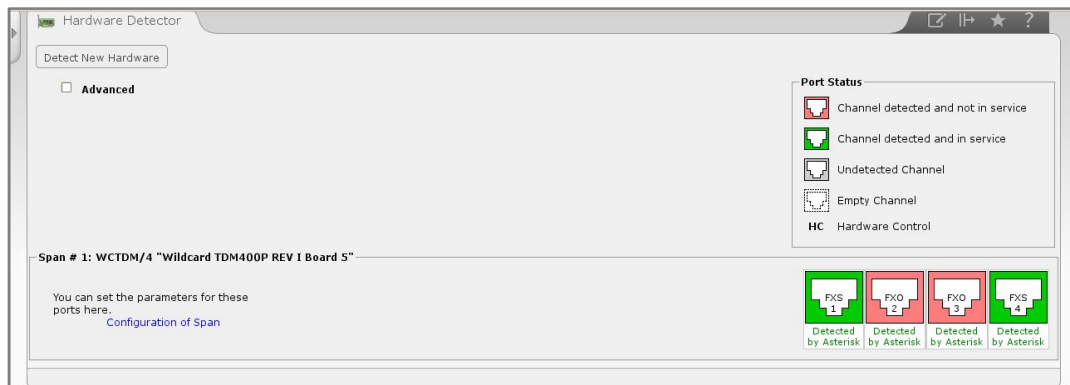 Hardware Detector
?
Detect New Hardware
Advanced
Port Status
Channel detected and not in service
Channel detected and in service
Undetected Channel
Empty Channel
HC Hardware Control
Span # 1: WCTDM/4 "Wildcard TDM400P REV I Board 5"
You can set the parameters for these
ports here.
Configuration of Span
FXS
1
Detected
by Asterisk
FXO
2
Detected
by Asterisk
FXO
3
Detected
by Asterisk
FXS
4
Detected
by Asterisk